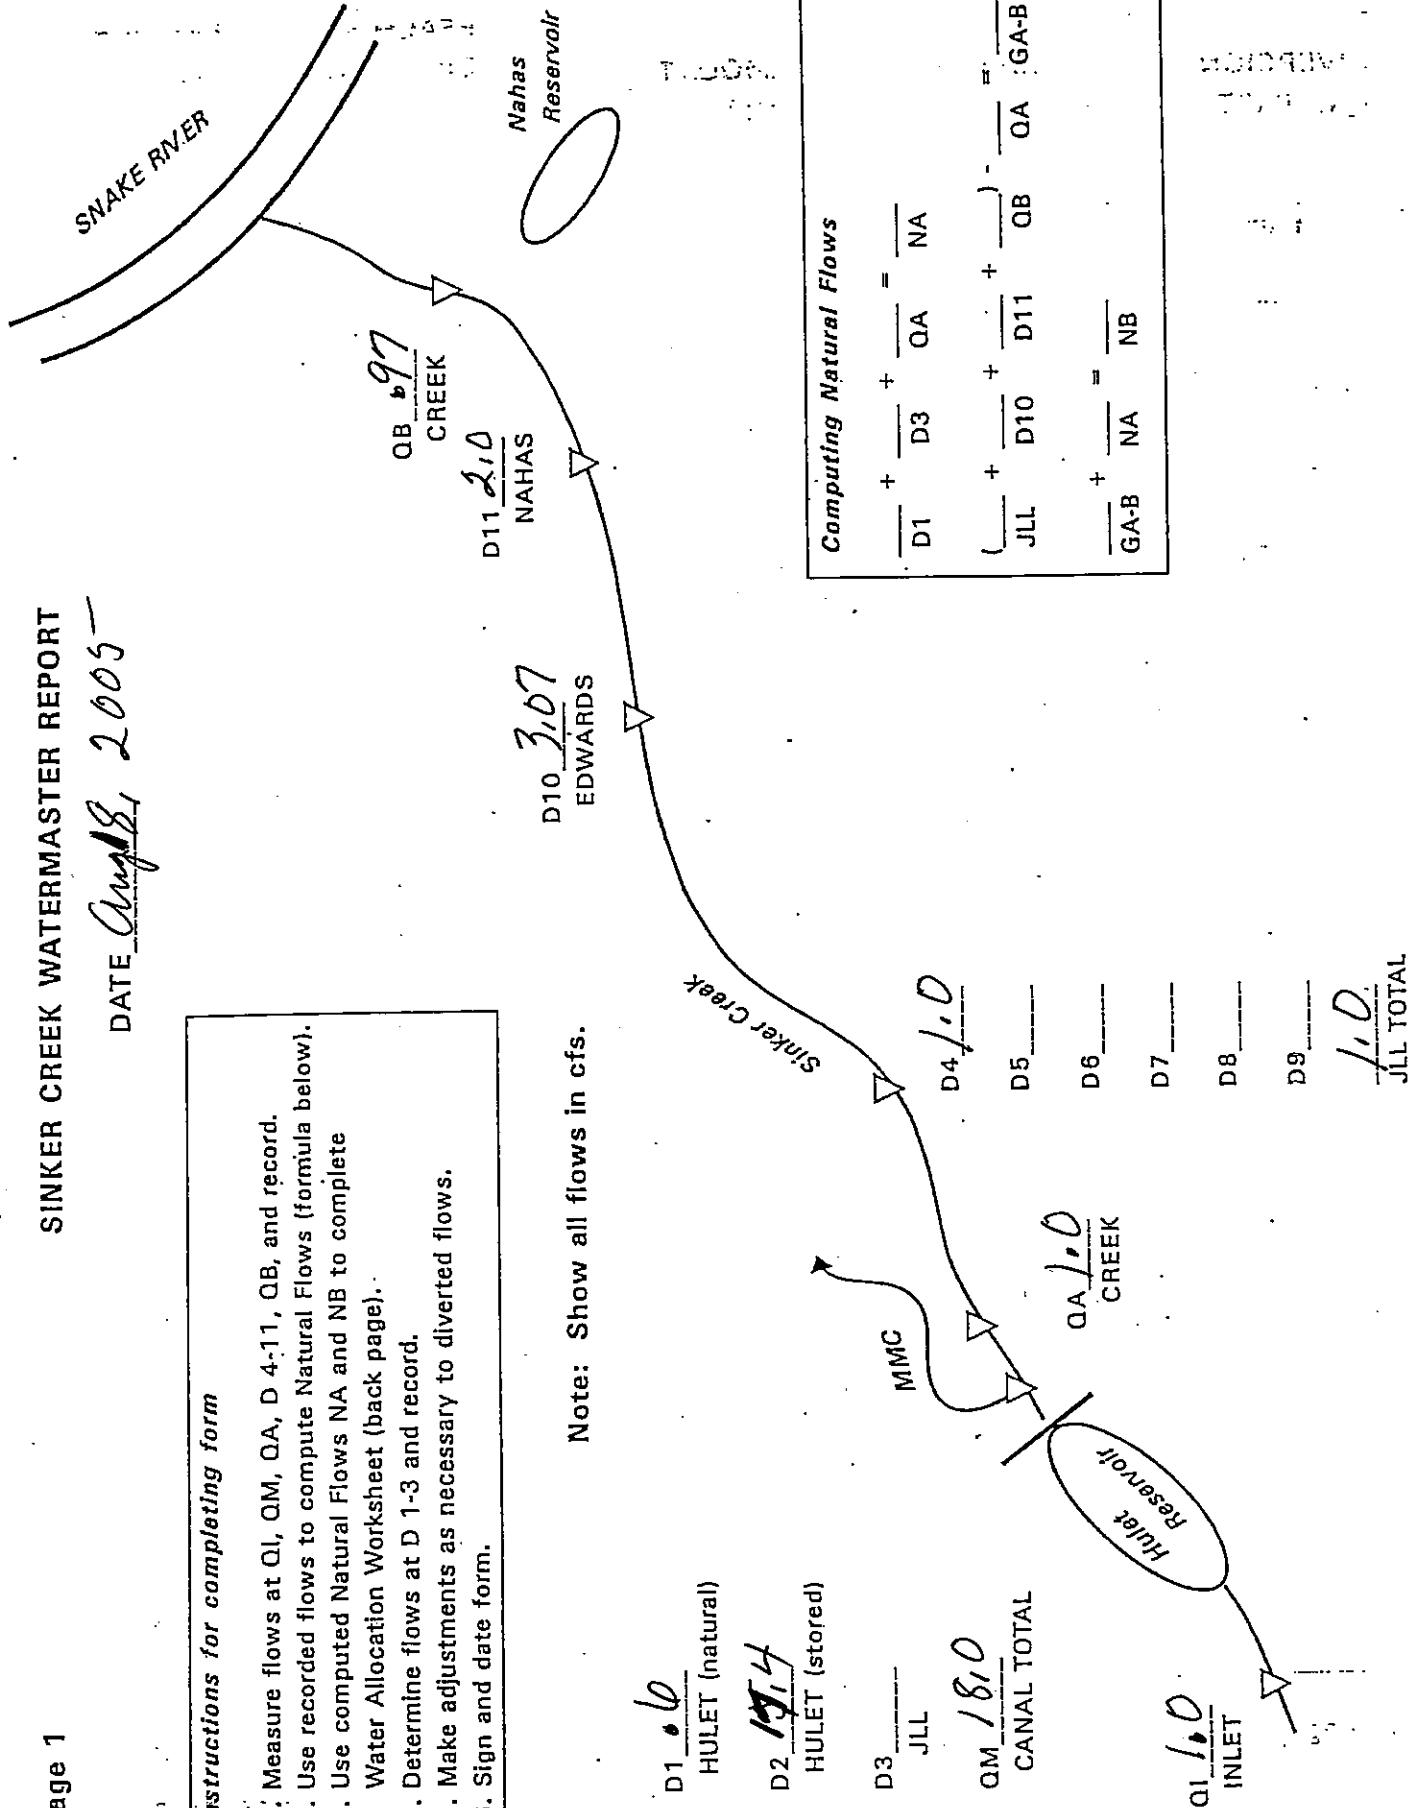 age 1
SINKER CREEK WATERMASTER REPORT
DATE Aug 18, 2005
structions for completing form
. Measure flows at QI, QM, QA, D 4-11, QB, and record.
. Use recorded flows to compute Natural Flows (formula below).
. Use computed Natural Flows NA and NB to complete
Water Allocation Worksheet (back page).
. Determine flows at D 1-3 and record.
. Make adjustments as necessary to diverted flows.
. Sign and date form.
Note: Show all flows in cfs.
SNAKE RIVER
Nahas
Reservoir
QB .97
CREEK
D11 2.0
NAHAS
D10 3.07
EDWARDS
Sinker Creek
MMC
Hulet
Reservoir
D1 .6
HULET (natural)
D2 17.4
HULET (stored)
D3
JLL
QM 18.0
CANAL TOTAL
QI 1.0
INLET
QA 1.0
CREEK
D4 1.0
D5
D6
D7
D8
D9
1.0
JLL TOTAL
Computing Natural Flows
+ + =
D1 D3 QA NA
( + + + ) - =
JLL D10 D11 QB QA GA-B
+ =
GA-B NA NB